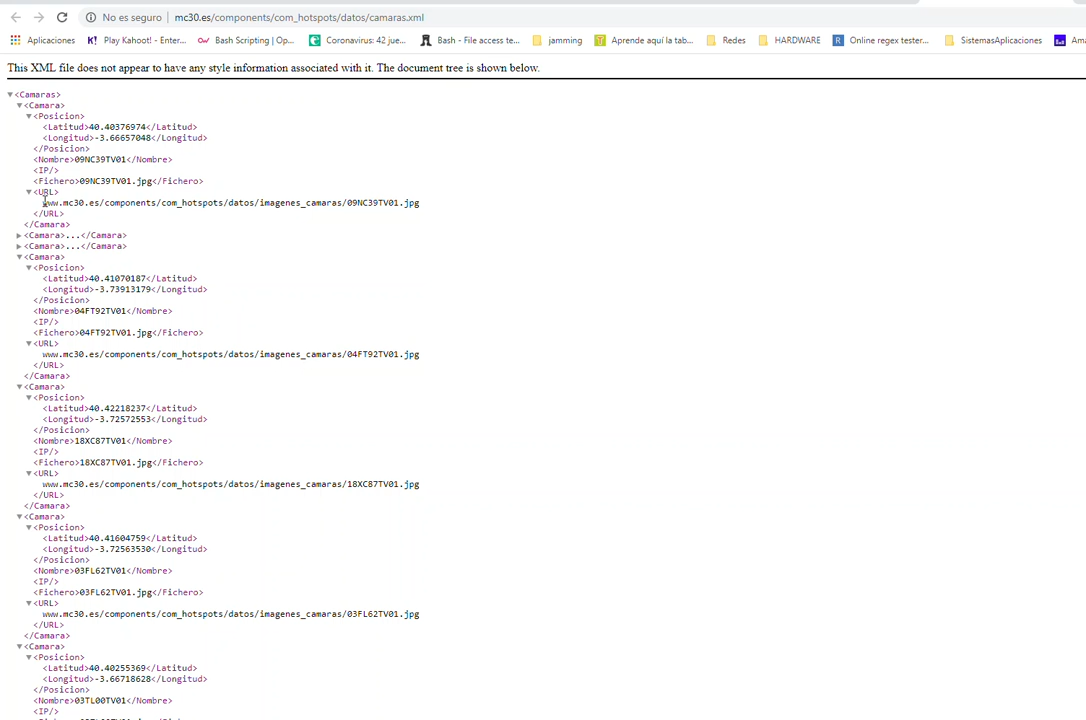 No es seguro | mc30.es/components/com_hotspots/datos/camaras.xml
Aplicaciones K! Play Kahoot! - Enter... Bash Scripting | Op... Coronavirus: 42 jue... Bash - File access te... jamming T Aprende aquí la tab... Redes HARDWARE R Online regex tester... SistemasAplicaciones Ama
This XML file does not appear to have any style information associated with it. The document tree is shown below.
▼<Camaras>
▼<Camara>
▼<Posicion>
<Latitud>40.40376974</Latitud>
<Longitud>-3.66657048</Longitud>
</Posicion>
<Nombre>09NC39TV01</Nombre>
<IP/>
<Fichero>09NC39TV01.jpg</Fichero>
▼<URL>
www.mc30.es/components/com_hotspots/datos/imagenes_camaras/09NC39TV01.jpg
</URL>
</Camara>
▶<Camara>...</Camara>
▶<Camara>...</Camara>
▼<Camara>
▼<Posicion>
<Latitud>40.41070187</Latitud>
<Longitud>-3.73913179</Longitud>
</Posicion>
<Nombre>04FT92TV01</Nombre>
<IP/>
<Fichero>04FT92TV01.jpg</Fichero>
▼<URL>
www.mc30.es/components/com_hotspots/datos/imagenes_camaras/04FT92TV01.jpg
</URL>
</Camara>
▼<Camara>
▼<Posicion>
<Latitud>40.42218237</Latitud>
<Longitud>-3.72572553</Longitud>
</Posicion>
<Nombre>18XC87TV01</Nombre>
<IP/>
<Fichero>18XC87TV01.jpg</Fichero>
▼<URL>
www.mc30.es/components/com_hotspots/datos/imagenes_camaras/18XC87TV01.jpg
</URL>
</Camara>
▼<Camara>
▼<Posicion>
<Latitud>40.41604759</Latitud>
<Longitud>-3.72563530</Longitud>
</Posicion>
<Nombre>03FL62TV01</Nombre>
<IP/>
<Fichero>03FL62TV01.jpg</Fichero>
▼<URL>
www.mc30.es/components/com_hotspots/datos/imagenes_camaras/03FL62TV01.jpg
</URL>
</Camara>
▼<Camara>
▼<Posicion>
<Latitud>40.40255369</Latitud>
<Longitud>-3.66718628</Longitud>
</Posicion>
<Nombre>03TL00TV01</Nombre>
<IP/>